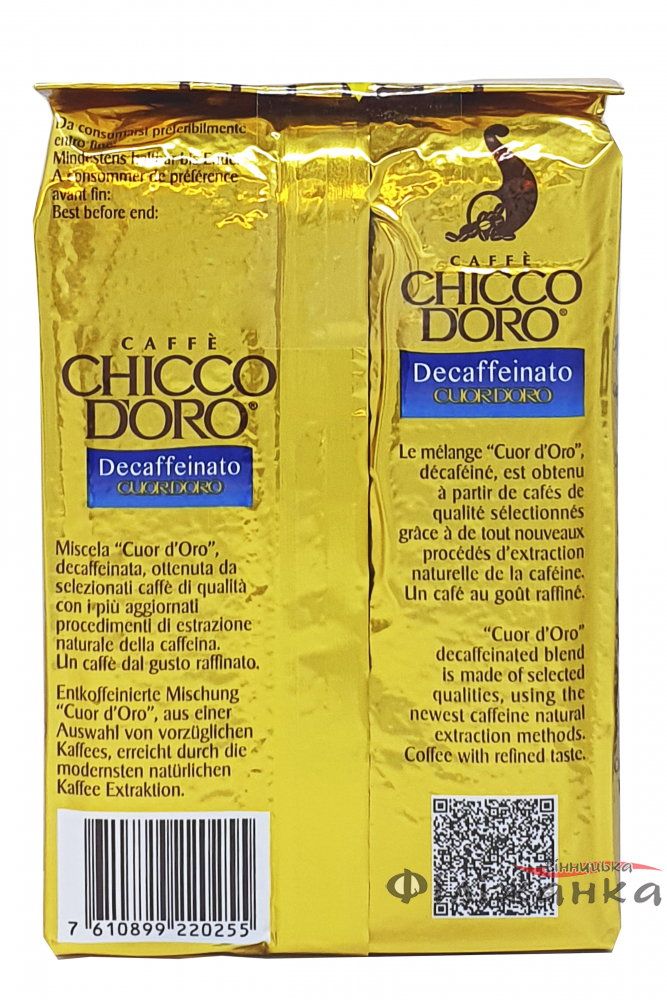 Da consumarsi preferibilmente
entro fine:
Mindestens haltbar bis Ende:
A consommer de préférence
avant fin:
Best before end:
CAFFÈ
CHICCO
D'ORO®
Decaffeinato
CUOR D'ORO
Miscela “Cuor d'Oro”,
decaffeinata, ottenuta da
selezionati caffè di qualità
con i più aggiornati
procedimenti di estrazione
naturale della caffeina.
Un caffè dal gusto raffinato.
Entkoffeinierte Mischung
“Cuor d'Oro”, aus einer
Auswahl von vorzüglichen
Kaffees, erreicht durch die
modernsten natürlichen
Kaffee Extraktion.
7 610899 220255
CAFFÈ
CHICCO
D'ORO®
Decaffeinato
CUOR D'ORO
Le mélange “Cuor d'Oro”,
décaféiné, est obtenu
à partir de cafés de
qualité sélectionnés
grâce à de tout nouveaux
procédés d'extraction
naturelle de la caféine.
Un café au goût raffiné.
“Cuor d'Oro”
decaffeinated blend
is made of selected
qualities, using the
newest caffeine natural
extraction methods.
Coffee with refined taste.
вінницька
Філіжанка